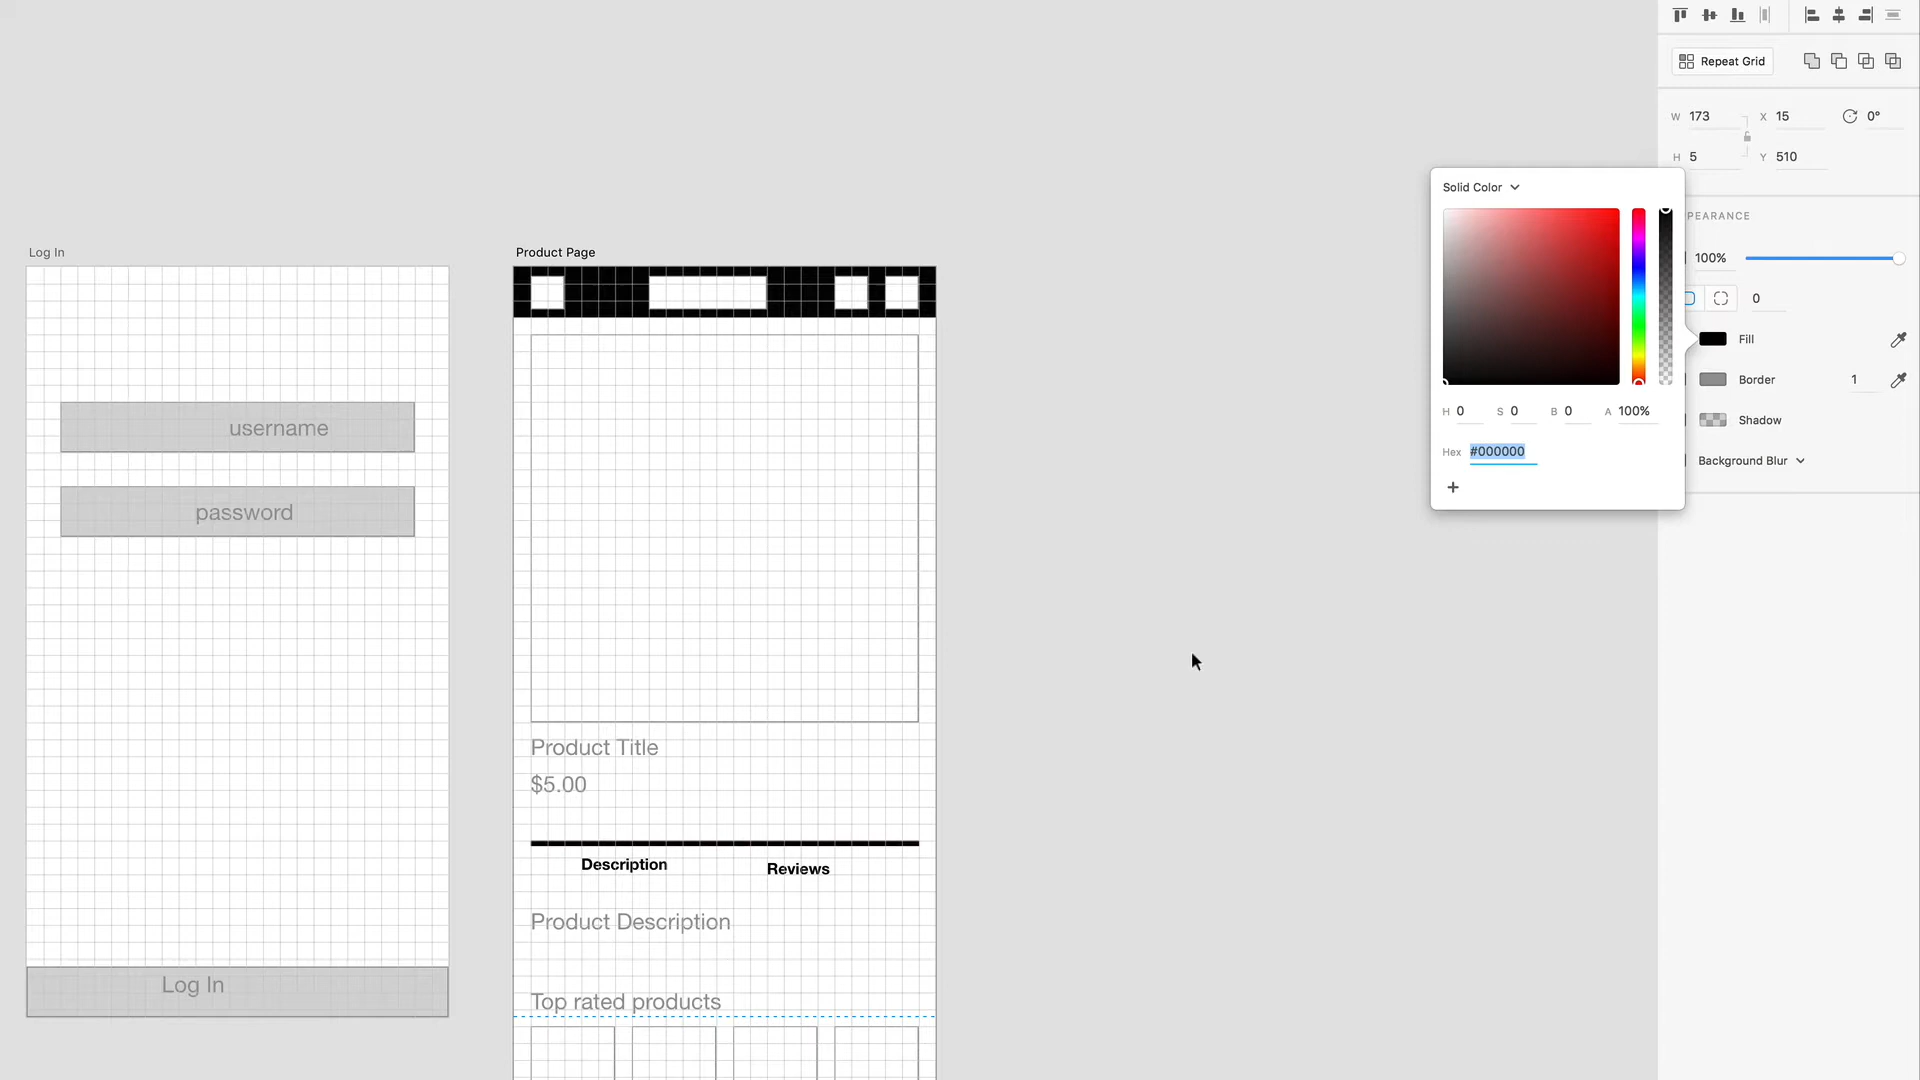 Repeat Grid
W 173 X 15 0°
H 5 Y 510
Solid Color
PEARANCE
100%
0
Fill
Border 1
Shadow
Background Blur
H 0 S 0 B 0 A 100%
Hex #000000
+
Log In
username
password
Log In
Product Page
Product Title
$5.00
Description Reviews
Product Description
Top rated products